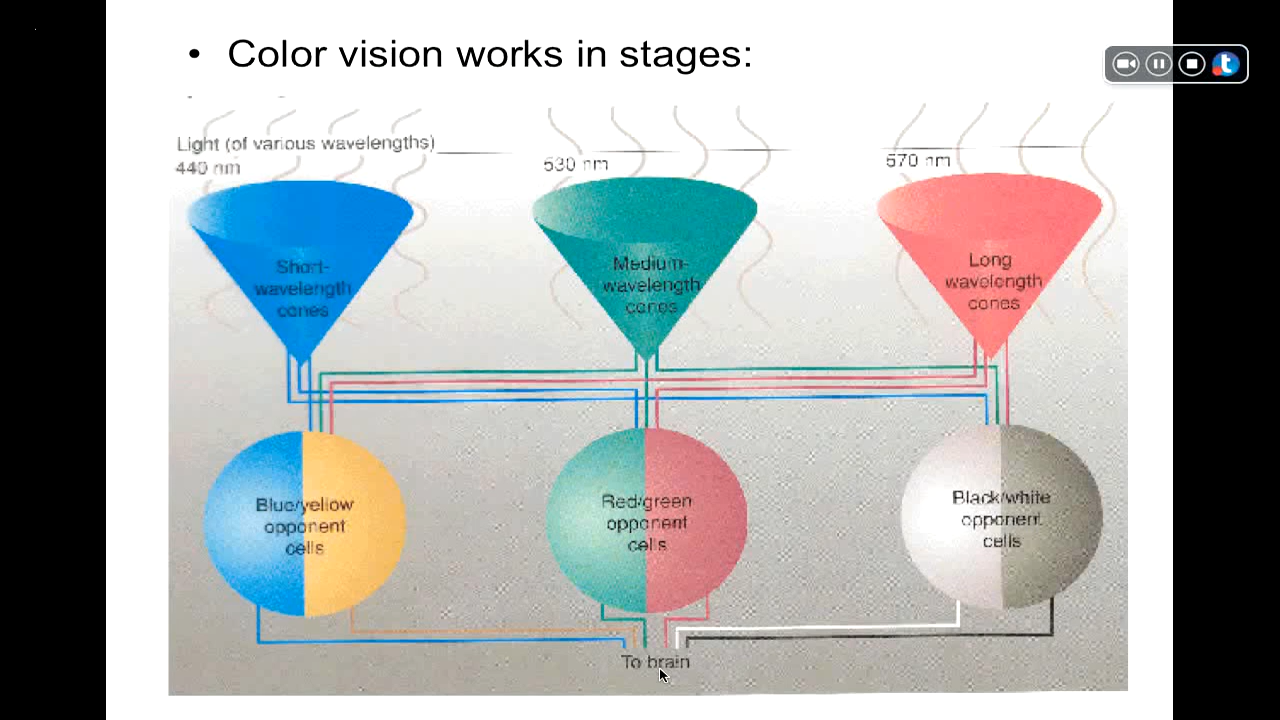 • Color vision works in stages:
Light (of various wavelengths)
440 nm
530 nm
570 nm
Short-
wavelength
cones
Medium-
wavelength
cones
Long
wavelength
cones
Blue/yellow
opponent
cells
Red/green
opponent
cells
Black/white
opponent
cells
To brain